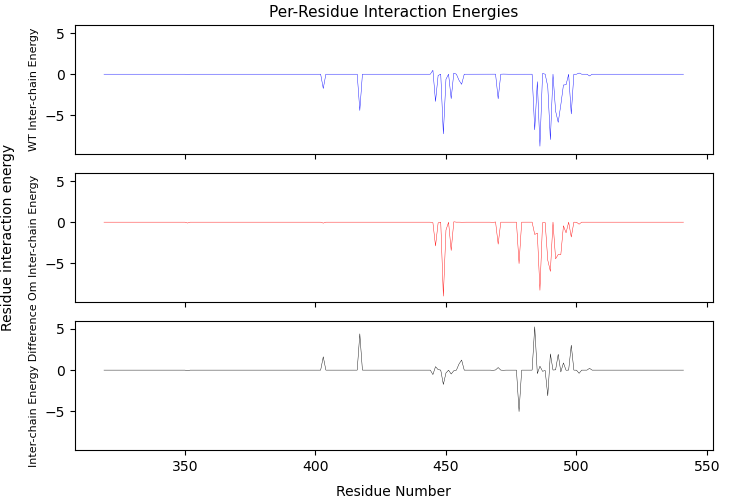 Per-Residue Interaction Energies
Residue interaction energy
WT Inter-chain Energy
5
0
−5
Om Inter-chain Energy
5
0
−5
Inter-chain Energy Difference
5
0
−5
350
400
450
500
550
Residue Number